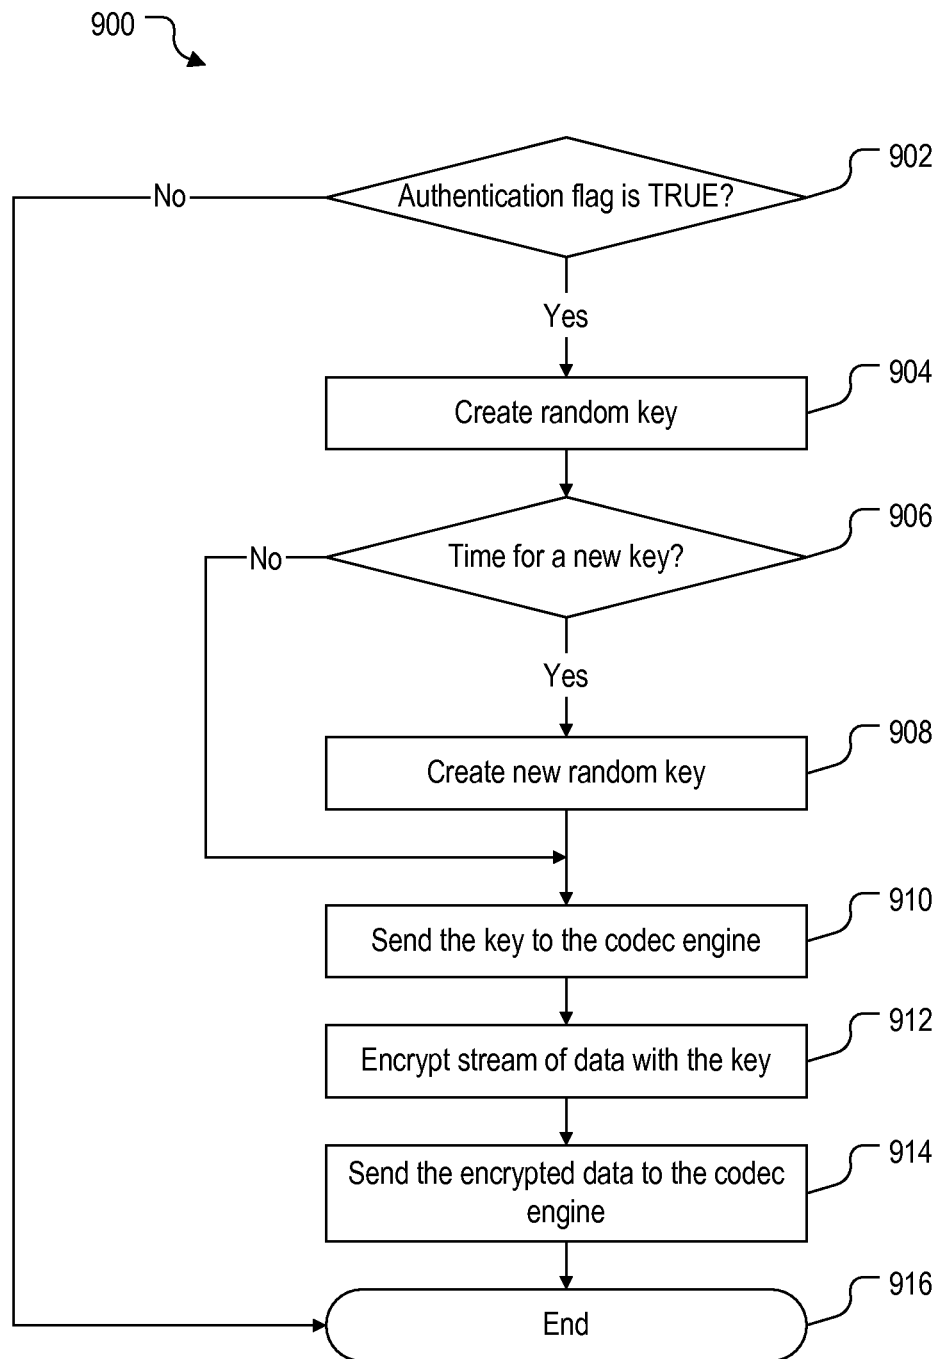 900
902
Authentication flag is TRUE?
No
Yes
904
Create random key
906
Time for a new key?
No
Yes
908
Create new random key
910
Send the key to the codec engine
912
Encrypt stream of data with the key
914
Send the encrypted data to the codec
engine
916
End